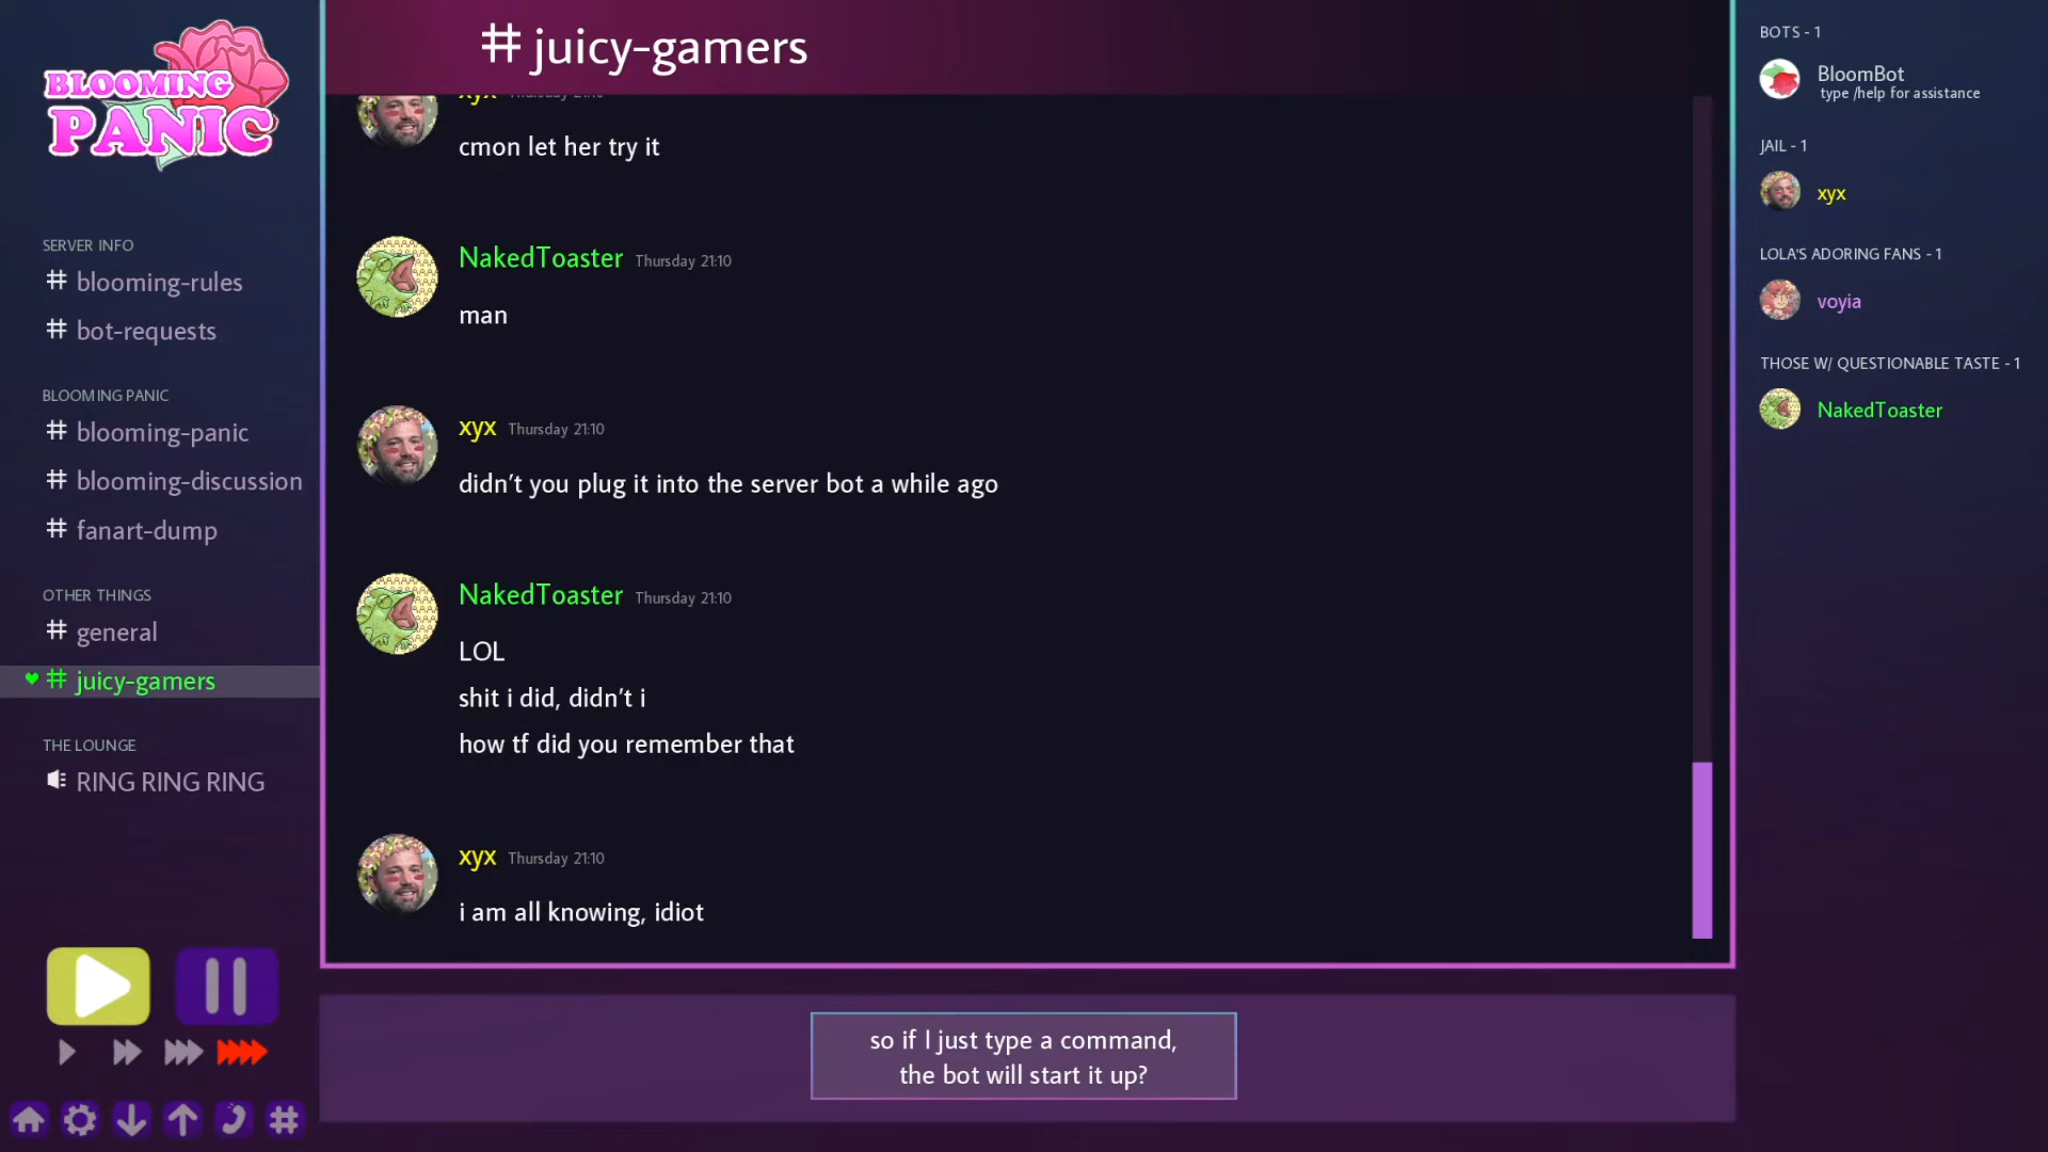 BLOOMING
PANIC
SERVER INFO
# blooming-rules
# bot-requests
BLOOMING PANIC
# blooming-panic
# blooming-discussion
# fanart-dump
OTHER THINGS
# general
# juicy-gamers
THE LOUNGE
RING RING RING
# juicy-gamers
xyx Thursday 21:10
cmon let her try it
NakedToaster Thursday 21:10
man
xyx Thursday 21:10
didn't you plug it into the server bot a while ago
NakedToaster Thursday 21:10
LOL
shit i did, didn't i
how tf did you remember that
xyx Thursday 21:10
i am all knowing, idiot
so if I just type a command,
the bot will start it up?
BOTS - 1
BloomBot
type /help for assistance
JAIL - 1
xyx
LOLA'S ADORING FANS - 1
voyia
THOSE W/ QUESTIONABLE TASTE - 1
NakedToaster